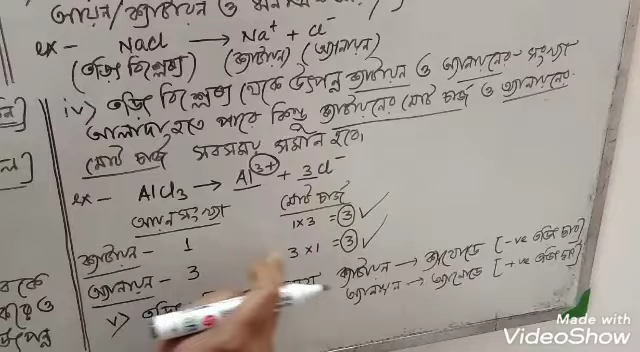 আয়ন/ক্যাটায়ন ও
ex - NaCl → Na⁺ + Cl⁻
(তড়িৎ বিশ্লেষ্য) (ক্যাটায়ন) (অ্যানায়ন)
iv) তড়িৎ বিশ্লেষ্য থেকে উৎপন্ন ক্যাটায়ন ও অ্যানায়নের সংখ্যা
আলাদা হতে পারে কিন্তু ক্যাটায়নের মোট চার্জ ও অ্যানায়নের
মোট চার্জ সবসময় সমান হবে।
ex - AlCl₃ → Al³⁺ + 3Cl⁻
আয়ন সংখ্যা মোট চার্জ
ক্যাটায়ন - 1 1×3 = 3 ✓
অ্যানায়ন - 3 3×1 = 3 ✓
v) তড়িৎ ক্যাটায়ন → ক্যাথোডে [-ve তড়িৎদ্বার]
অ্যানায়ন → অ্যানোডে [+ve তড়িৎদ্বার]
Made with
VideoShow